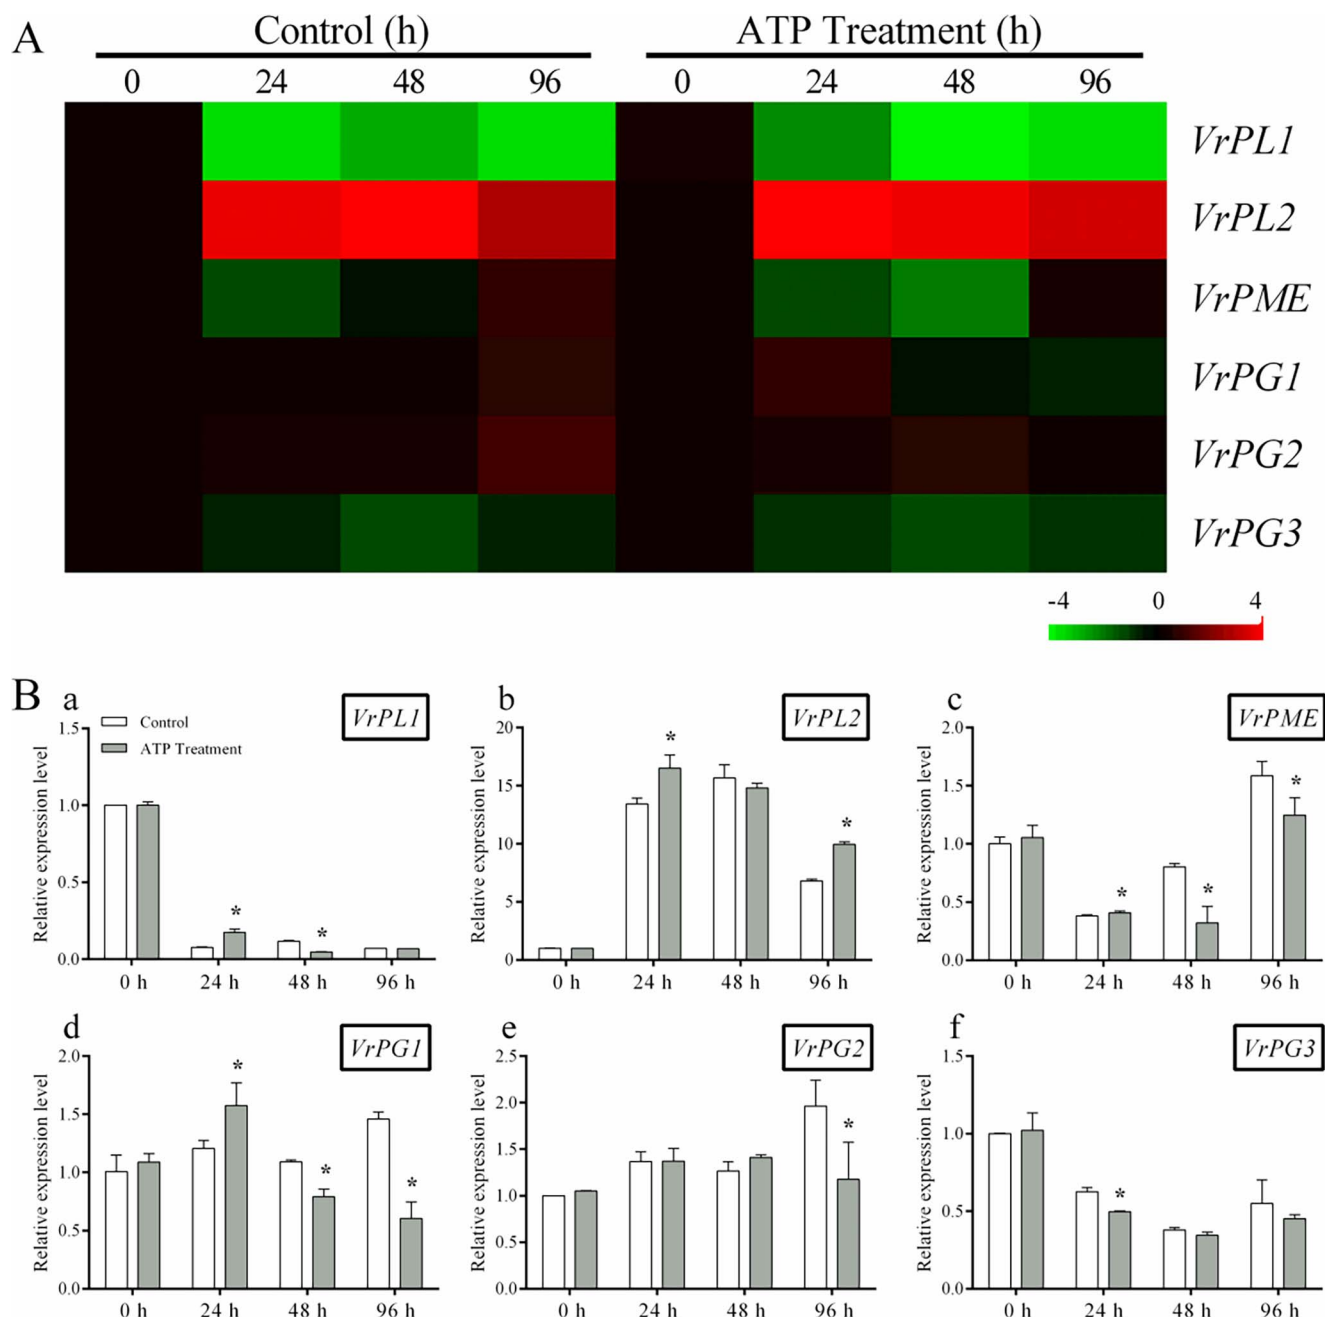 A
Control (h) ATP Treatment (h)
0 24 48 96 0 24 48 96
VrPL1
VrPL2
VrPME
VrPG1
VrPG2
VrPG3
-4 0 4
B
a
VrPL1
Control
ATP Treatment
Relative expression level
1.5
1.0
0.5
0.0
*
*
0 h 24 h 48 h 96 h
b
VrPL2
Relative expression level
20
15
10
5
0
*
*
0 h 24 h 48 h 96 h
c
VrPME
Relative expression level
2.0
1.5
1.0
0.5
0.0
*
*
*
0 h 24 h 48 h 96 h
d
VrPG1
Relative expression level
2.0
1.5
1.0
0.5
0.0
*
*
*
0 h 24 h 48 h 96 h
e
VrPG2
Relative expression level
2.5
2.0
1.5
1.0
0.5
0.0
*
0 h 24 h 48 h 96 h
f
VrPG3
Relative expression level
1.5
1.0
0.5
0.0
*
0 h 24 h 48 h 96 h